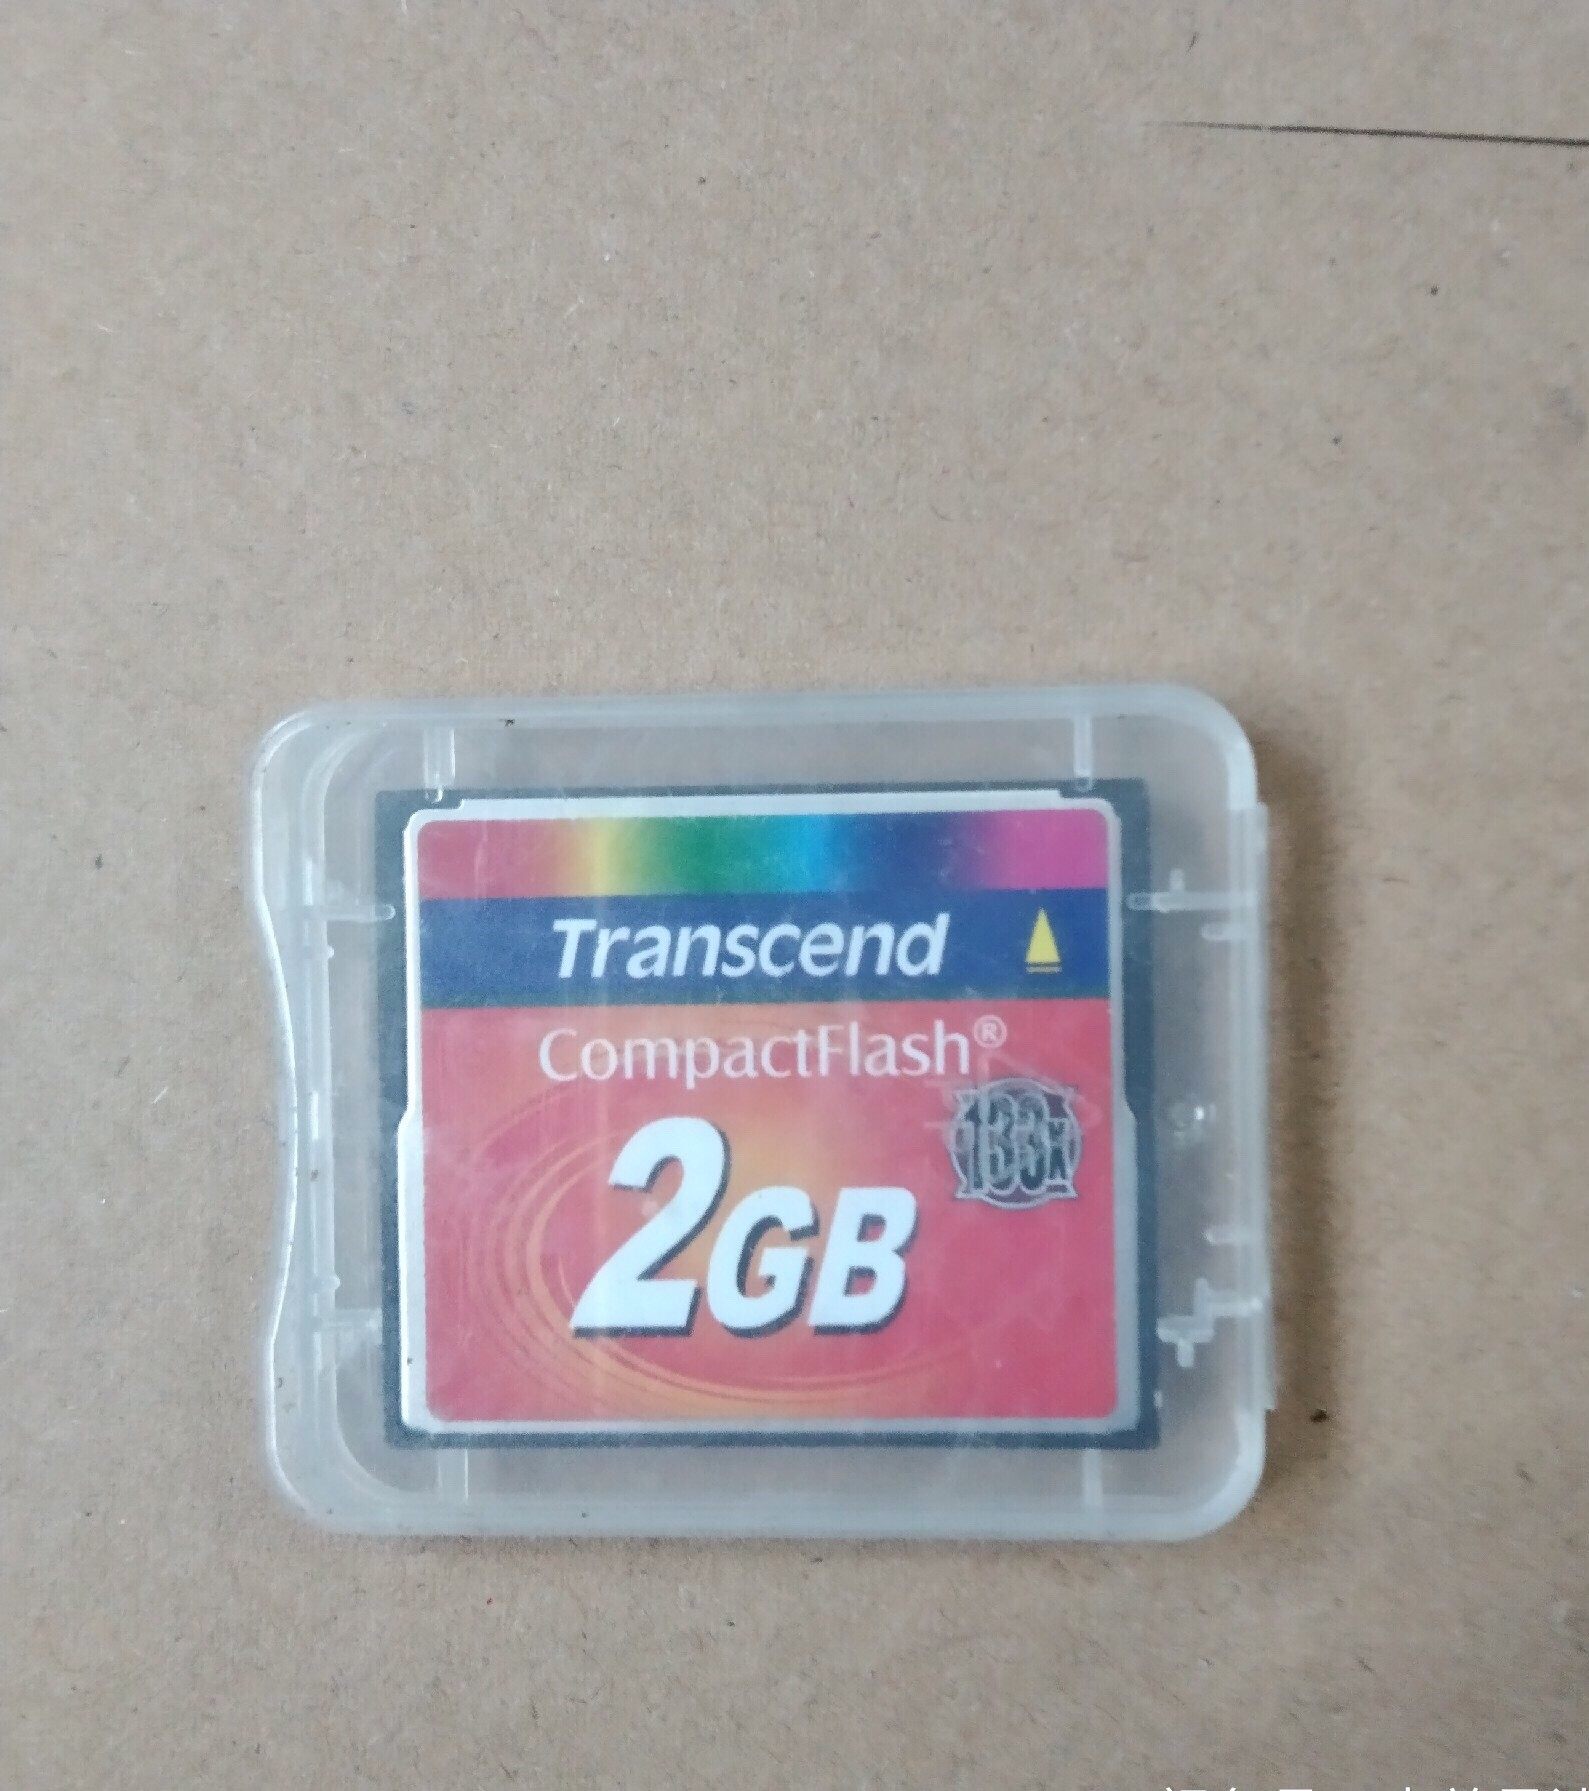 Transcend
CompactFlash®
133x
2GB